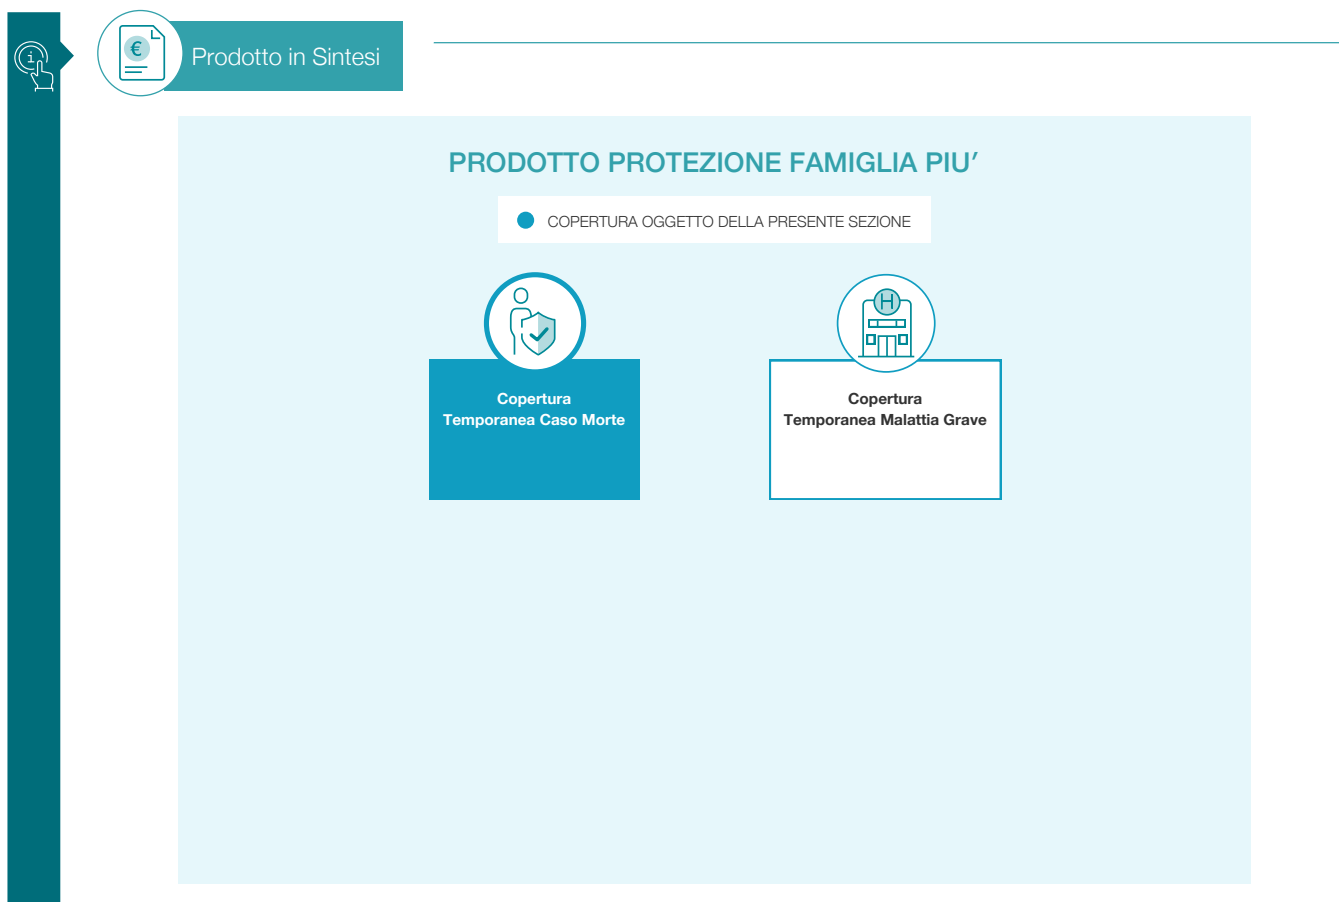 Prodotto in Sintesi
PRODOTTO PROTEZIONE FAMIGLIA PIU'
COPERTURA OGGETTO DELLA PRESENTE SEZIONE
Copertura
Temporanea Caso Morte
H
Copertura
Temporanea Malattia Grave